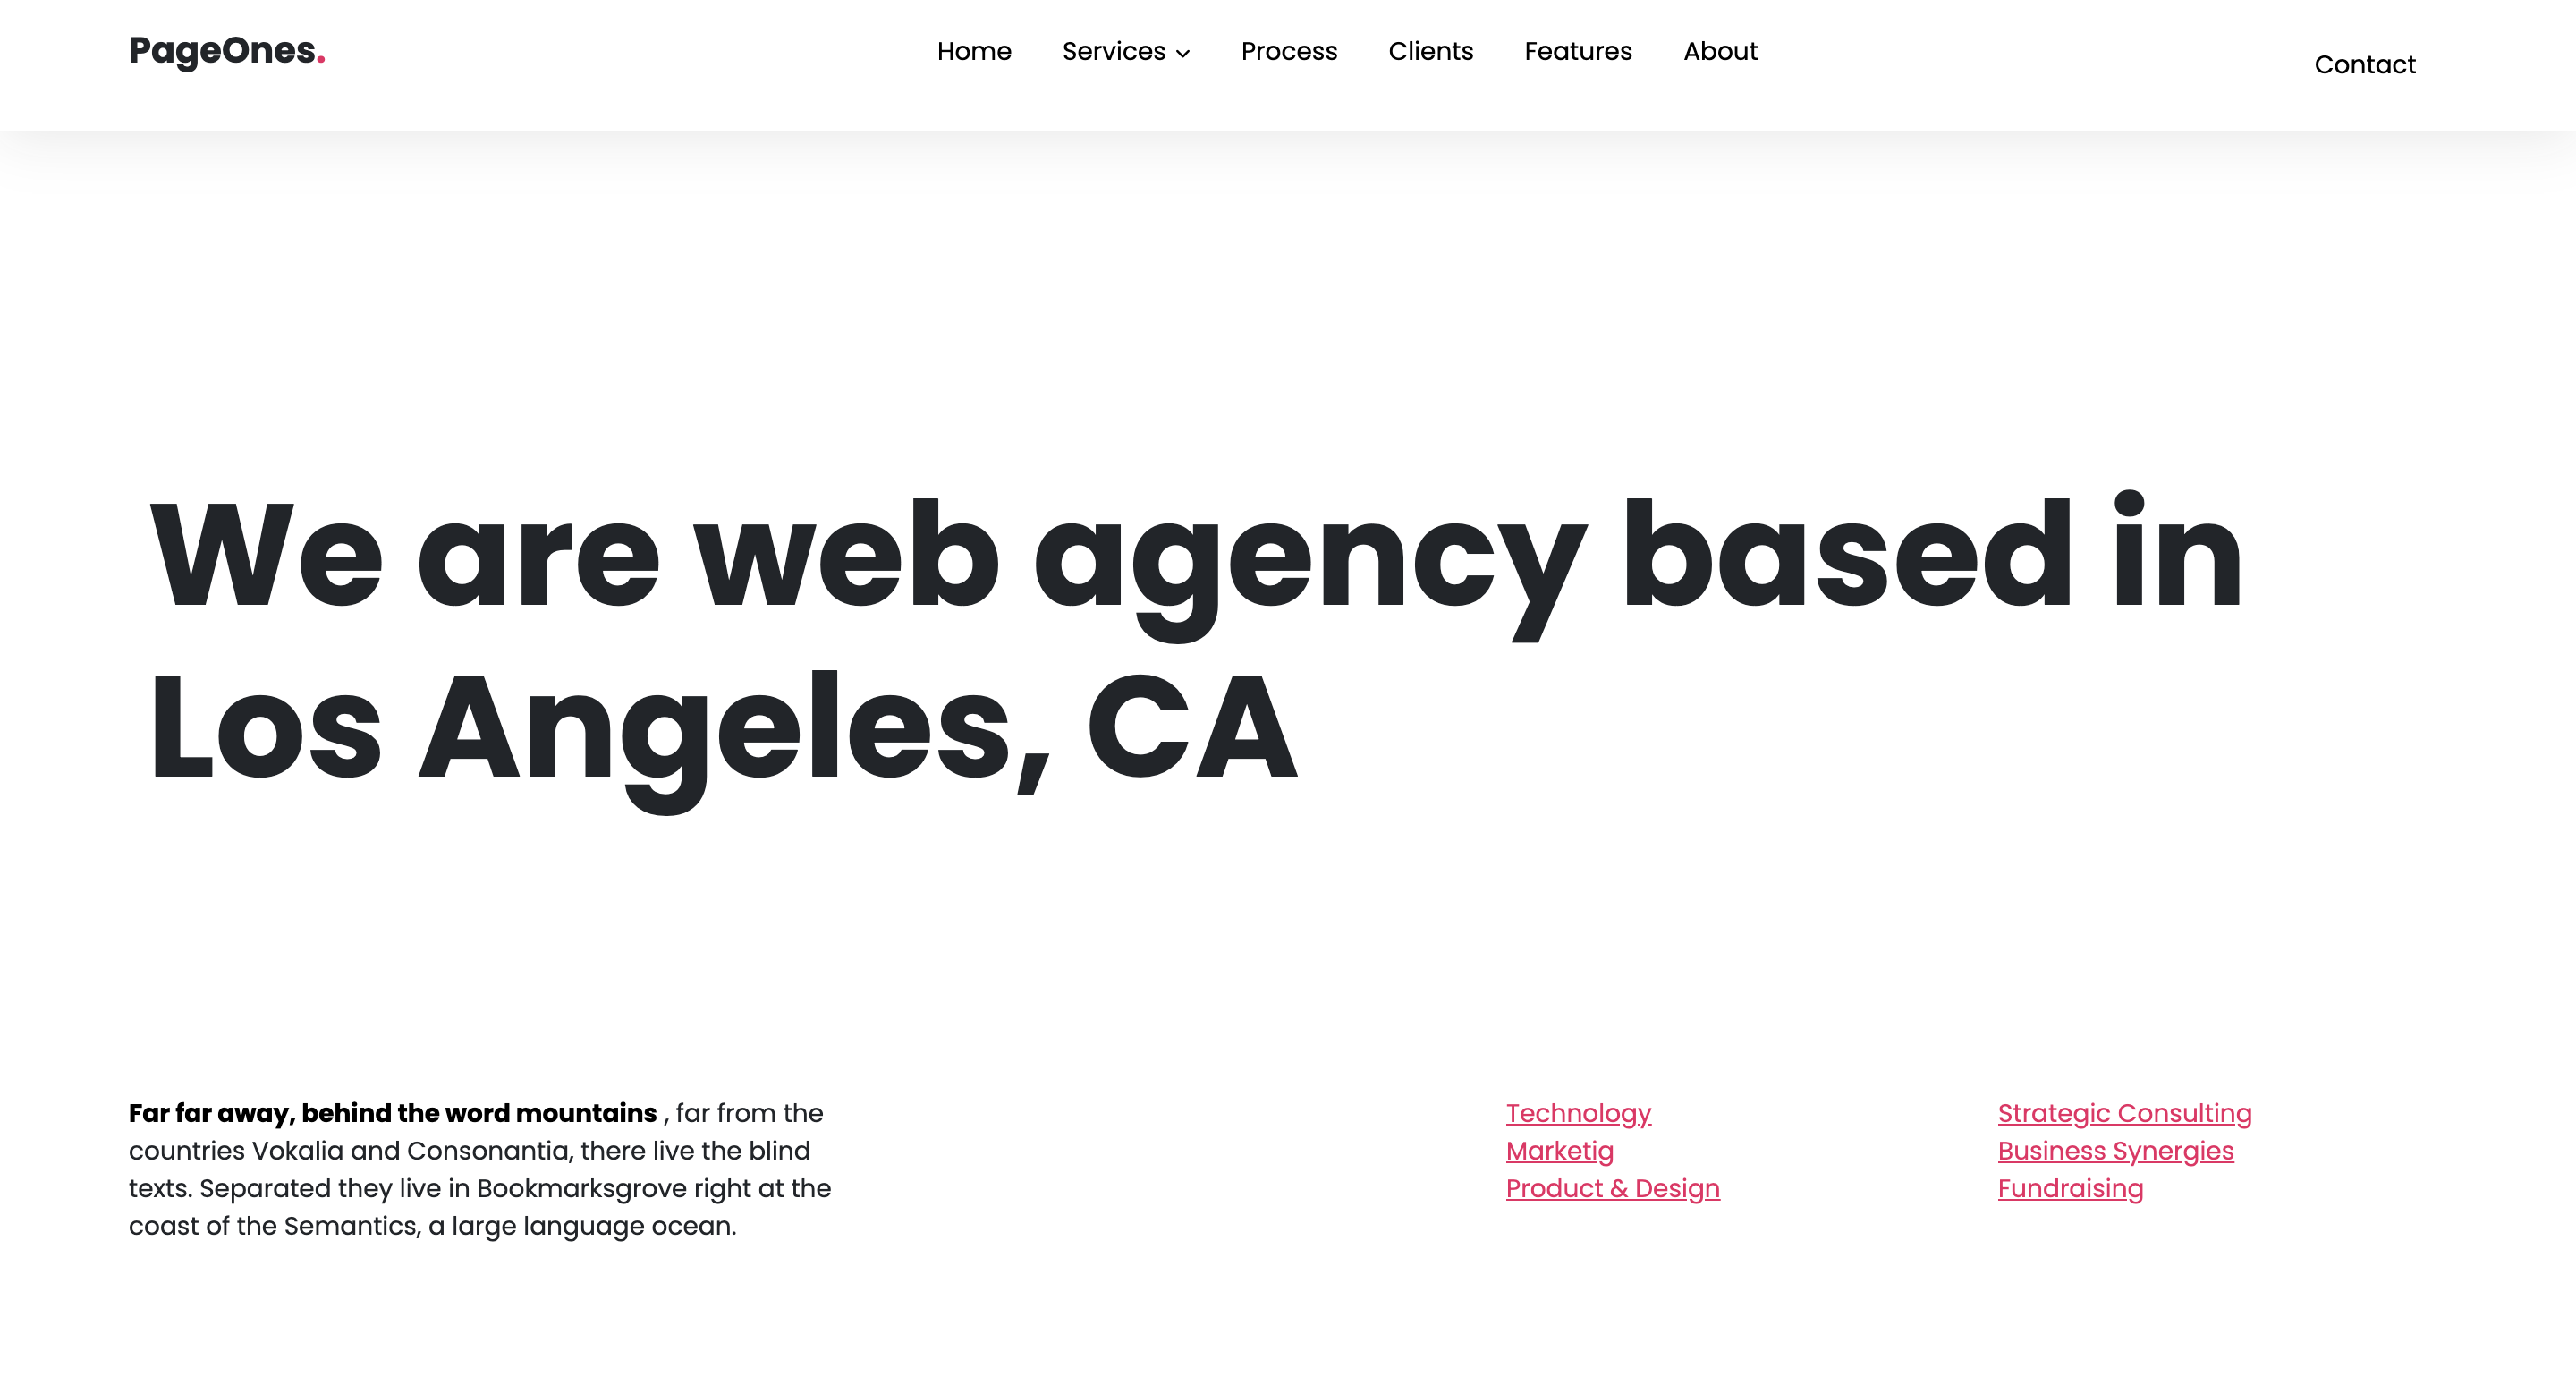 PageOnes.
Home Services Process Clients Features About
Contact
We are web agency based in
Los Angeles, CA
Far far away, behind the word mountains , far from the
countries Vokalia and Consonantia, there live the blind
texts. Separated they live in Bookmarksgrove right at the
coast of the Semantics, a large language ocean.
Technology
Marketig
Product & Design
Strategic Consulting
Business Synergies
Fundraising